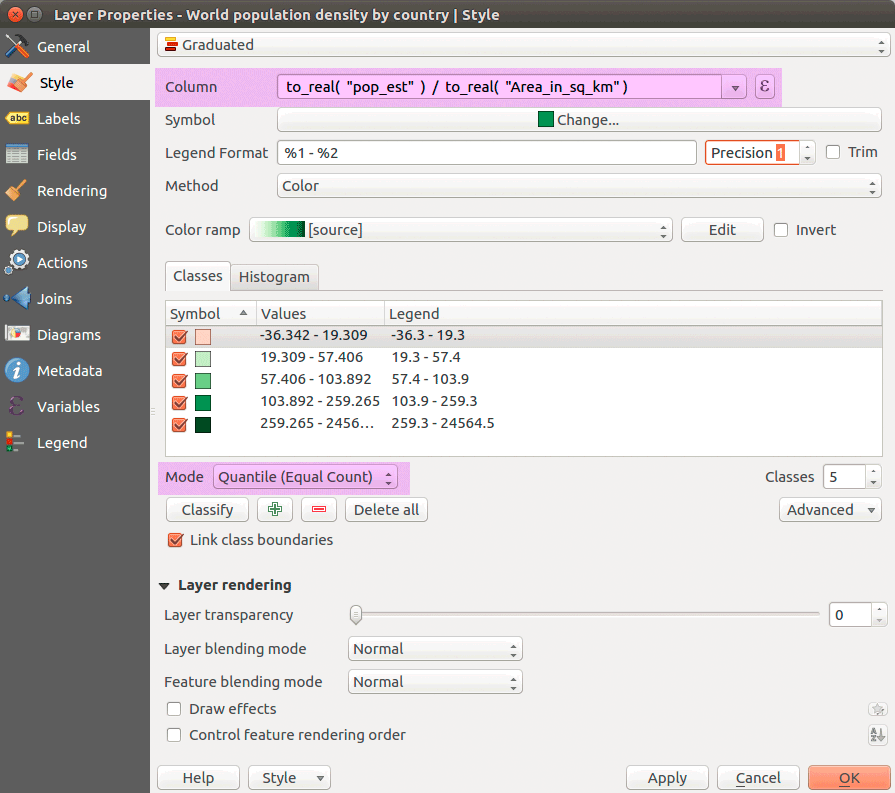 Layer Properties - World population density by country | Style
General
Style
Labels
Fields
Rendering
Display
Actions
Joins
Diagrams
Metadata
Variables
Legend
Graduated
Column to_real( "pop_est" ) / to_real( "Area_in_sq_km") ε
Symbol Change...
Legend Format %1 - %2 Precision 1 Trim
Method Color
Color ramp [source] Edit Invert
Classes Histogram
Symbol Values Legend
-36.342 - 19.309 -36.3 - 19.3
19.309 - 57.406 19.3 - 57.4
57.406 - 103.892 57.4 - 103.9
103.892 - 259.265 103.9 - 259.3
259.265 - 2456... 259.3 - 24564.5
Mode Quantile (Equal Count) Classes 5
Classify Delete all Advanced
Link class boundaries
Layer rendering
Layer transparency 0
Layer blending mode Normal
Feature blending mode Normal
Draw effects
Control feature rendering order
Help Style Apply Cancel OK